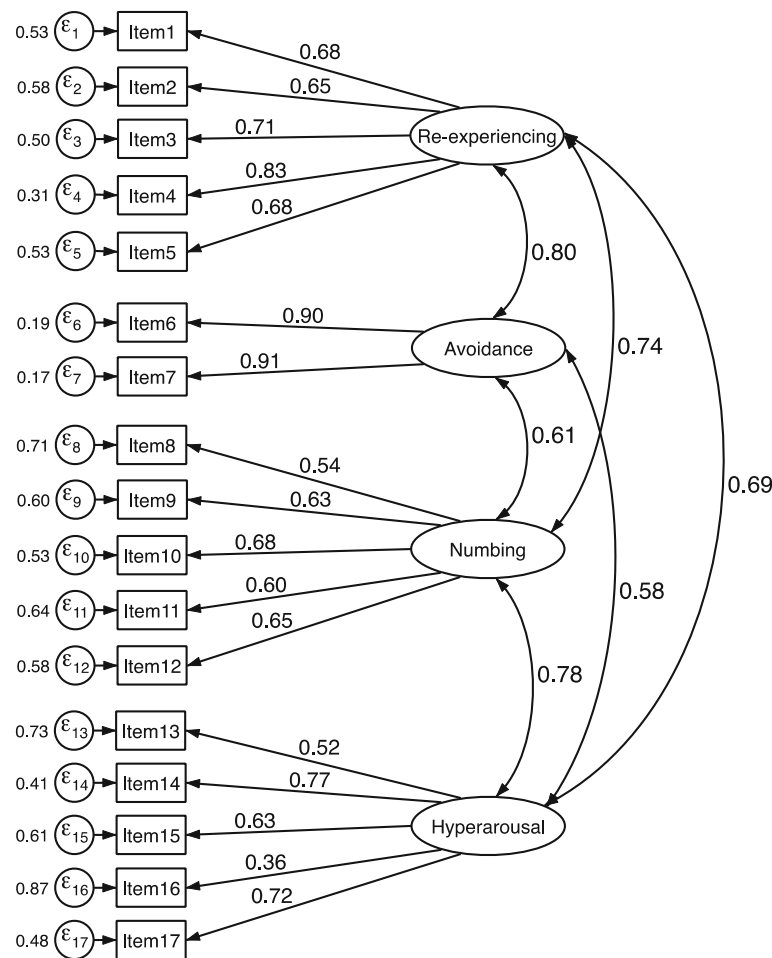 0.53 ε1 Item1
0.68
0.58 ε2 Item2
0.65
0.50 ε3 Item3
0.71
Re-experiencing
0.31 ε4 Item4
0.83
0.53 ε5 Item5
0.68
0.80
0.19 ε6 Item6
0.90
Avoidance
0.74
0.17 ε7 Item7
0.91
0.61
0.71 ε8 Item8
0.54
0.69
0.60 ε9 Item9
0.63
0.53 ε10 Item10
0.68
Numbing
0.64 ε11 Item11
0.60
0.58
0.58 ε12 Item12
0.65
0.78
0.73 ε13 Item13
0.52
0.41 ε14 Item14
0.77
0.61 ε15 Item15
0.63
Hyperarousal
0.87 ε16 Item16
0.36
0.48 ε17 Item17
0.72